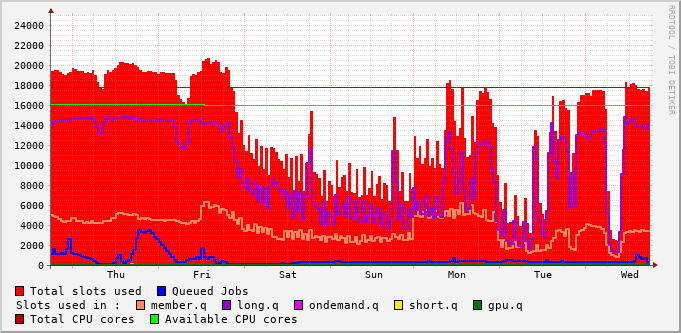 RRDTOOL / TOBI OETIKER
24000
22000
20000
18000
16000
14000
12000
10000
8000
6000
4000
2000
0
Thu Fri Sat Sun Mon Tue Wed
Total slots used Queued Jobs
Slots used in : member.q long.q ondemand.q short.q gpu.q
Total CPU cores Available CPU cores